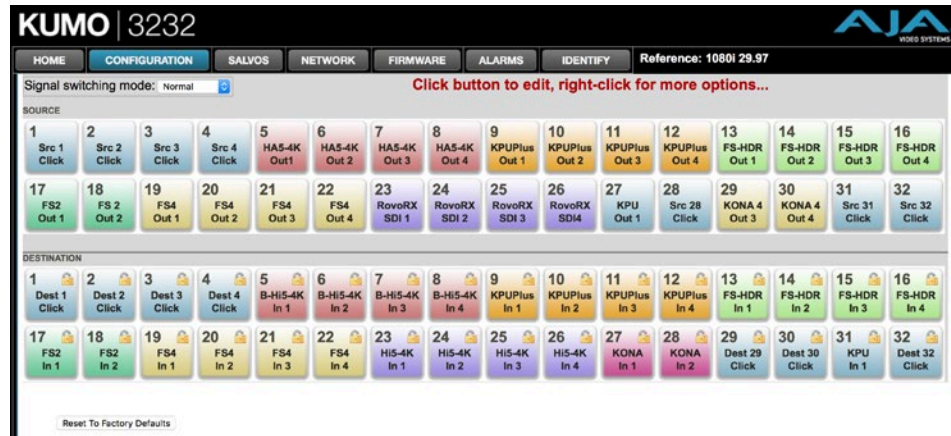 KUMO | 3232
AJA
VIDEO SYSTEMS
HOME CONFIGURATION SALVOS NETWORK FIRMWARE ALARMS IDENTIFY Reference: 1080i 29.97
Signal switching mode: Normal
Click button to edit, right-click for more options...
SOURCE
1 2 3 4 5 6 7 8 9 10 11 12 13 14 15 16
Src 1 Src 2 Src 3 Src 4 HA5-4K HA5-4K HA5-4K HA5-4K KPUPlus KPUPlus KPUPlus KPUPlus FS-HDR FS-HDR FS-HDR FS-HDR
Click Click Click Click Out1 Out 2 Out 3 Out 4 Out 1 Out 2 Out 3 Out 4 Out 1 Out 2 Out 3 Out 4
17 18 19 20 21 22 23 24 25 26 27 28 29 30 31 32
FS2 FS 2 FS4 FS4 FS4 FS4 RovoRX RovoRX RovoRX RovoRX KPU Src 28 KONA 4 KONA 4 Src 31 Src 32
Out 1 Out 2 Out 1 Out 2 Out 3 Out 4 SDI 1 SDI 2 SDI 3 SDI4 Out 1 Click Out 3 Out 4 Click Click
DESTINATION
1 2 3 4 5 6 7 8 9 10 11 12 13 14 15 16
Dest 1 Dest 2 Dest 3 Dest 4 B-Hi5-4K B-Hi5-4K B-Hi5-4K B-Hi5-4K KPUPlus KPUPlus KPUPlus KPUPlus FS-HDR FS-HDR FS-HDR FS-HDR
Click Click Click Click In 1 In 2 In 3 In 4 In 1 In 2 In 3 In 4 In 1 In 2 In 3 In 4
17 18 19 20 21 22 23 24 25 26 27 28 29 30 31 32
FS2 FS2 FS4 FS4 FS4 FS4 Hi5-4K Hi5-4K Hi5-4K Hi5-4K KONA KONA Dest 29 Dest 30 KPU Dest 32
In 1 In 2 In 1 In 2 In 3 In 4 In 1 In 2 In 3 In 4 In 1 In 2 Click Click In 1 Click
Reset To Factory Defaults